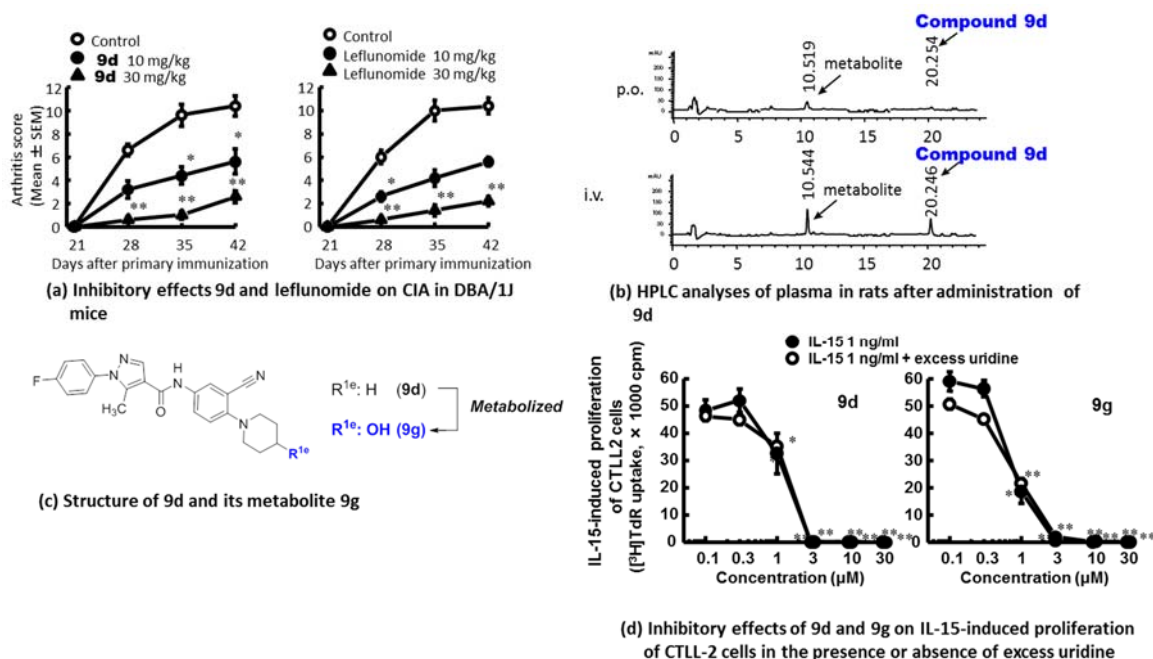 Control
9d 10 mg/kg
9d 30 mg/kg
Control
Leflunomide 10 mg/kg
Leflunomide 30 mg/kg
Arthritis score
(Mean ± SEM)
12
10
8
6
4
2
0
*
*
**
**
**
21 28 35 42
Days after primary immunization
12
10
8
6
4
2
0
*
**
**
**
21 28 35 42
Days after primary immunization
(a) Inhibitory effects 9d and leflunomide on CIA in DBA/1J
mice
Compound 9d
p.o.
mAU
10.519
metabolite
20.254
0 5 10 15 20
Compound 9d
i.v.
10.544
metabolite
20.246
0 5 10 15 20
(b) HPLC analyses of plasma in rats after administration of
9d
F
N
N
CH₃
O
H
N
CN
N
R¹ᵉ
R¹ᵉ: H (9d)
Metabolized
R¹ᵉ: OH (9g)
(c) Structure of 9d and its metabolite 9g
IL-15 1 ng/ml
IL-15 1 ng/ml + excess uridine
IL-15-induced proliferation
of CTLL2 cells
([³H]TdR uptake, × 1000 cpm)
9d
60
50
40
30
20
10
0
*
**
**
**
0.1 0.3 1 3 10 30
Concentration (µM)
9g
60
50
40
30
20
10
0
*
**
**
**
**
0.1 0.3 1 3 10 30
Concentration (µM)
(d) Inhibitory effects of 9d and 9g on IL-15-induced proliferation
of CTLL-2 cells in the presence or absence of excess uridine